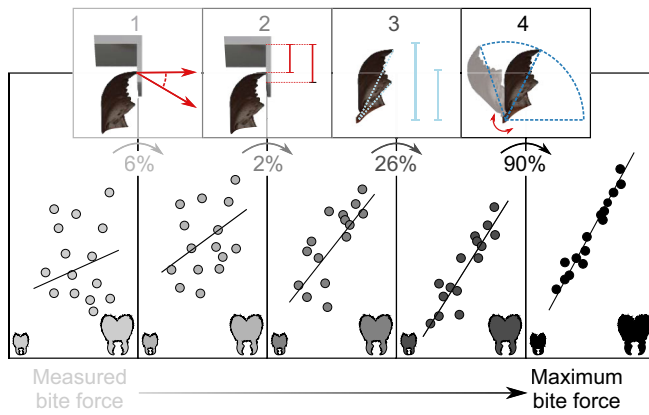 1 2 3 4
6% 2% 26% 90%
Measured
bite force
Maximum
bite force